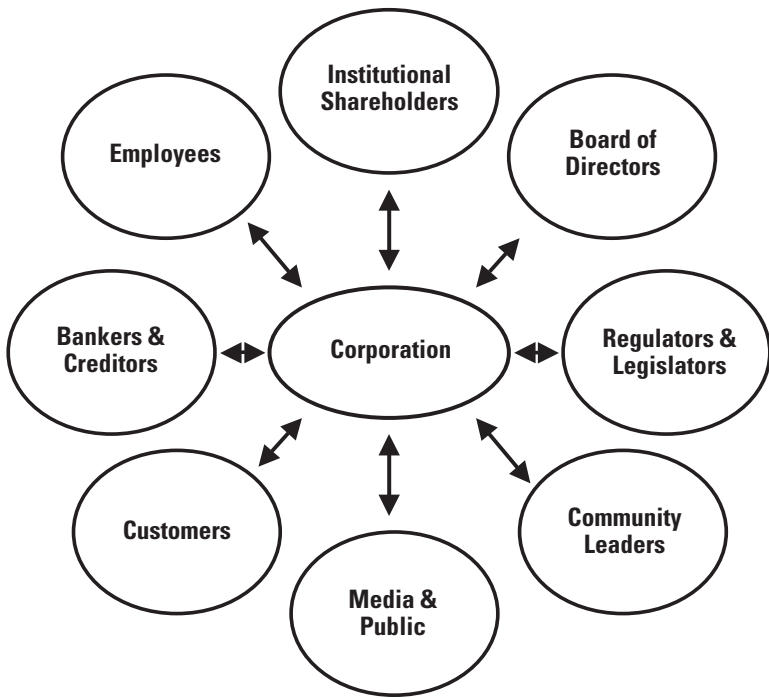 Institutional
Shareholders
Employees
Board of
Directors
Bankers &
Creditors
Corporation
Regulators &
Legislators
Customers
Community
Leaders
Media &
Public